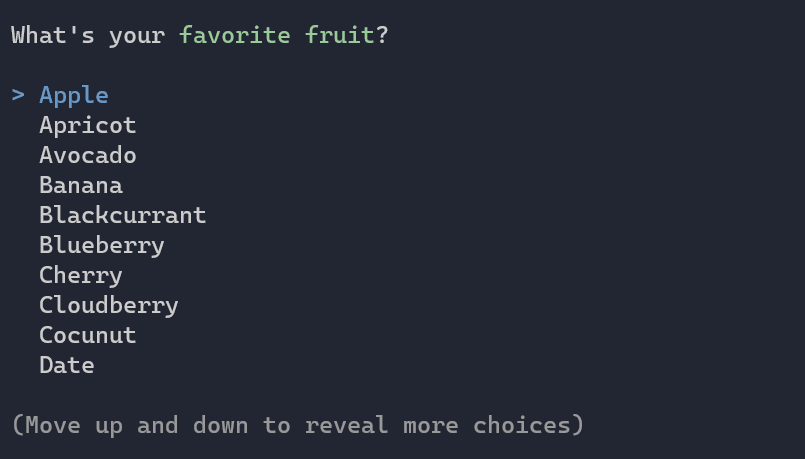 What's your favorite fruit?
> Apple
Apricot
Avocado
Banana
Blackcurrant
Blueberry
Cherry
Cloudberry
Cocunut
Date
(Move up and down to reveal more choices)